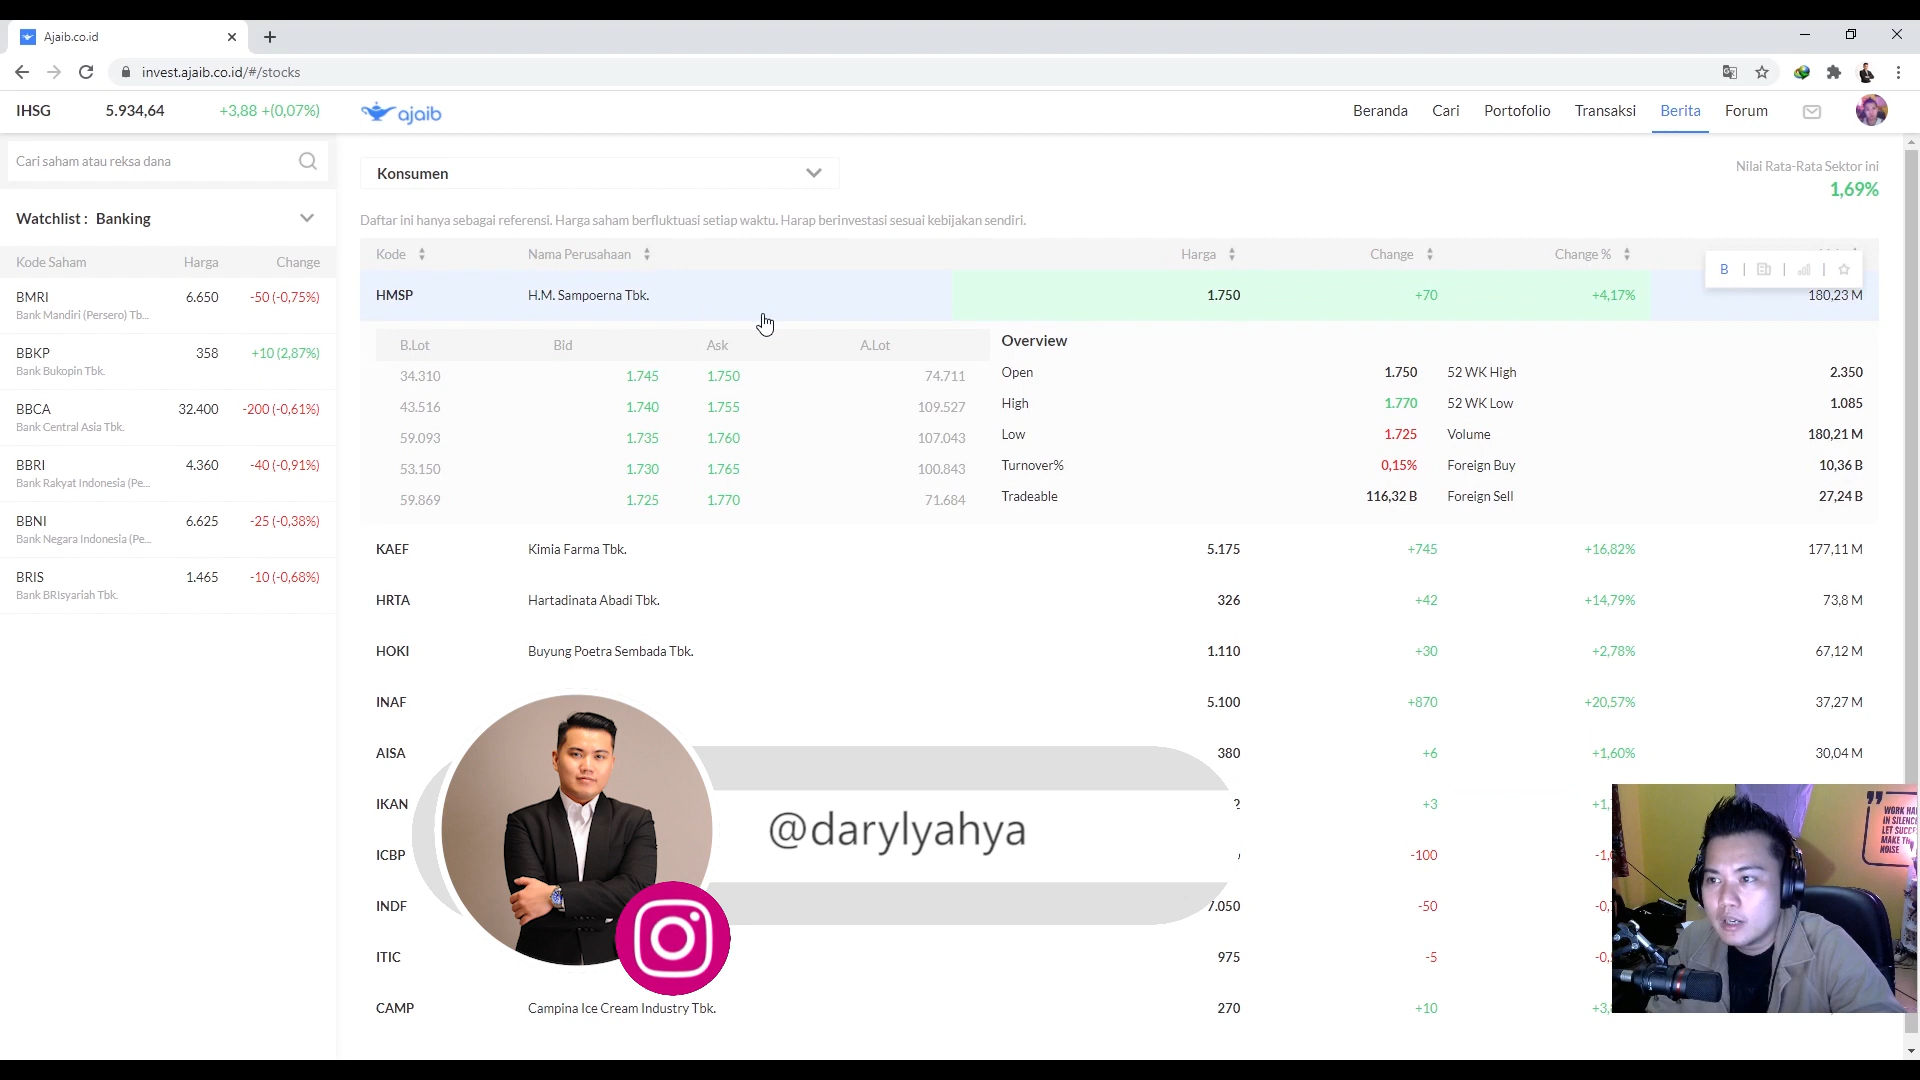 Ajaib.co.id
invest.ajaib.co.id/#/stocks
IHSG 5.934,64 +3,88 +(0,07%) ajaib Beranda Cari Portofolio Transaksi Berita Forum
Cari saham atau reksa dana
Watchlist : Banking
Kode Saham Harga Change
BMRI 6.650 -50 (-0,75%)
Bank Mandiri (Persero) Tb...
BBKP 358 +10 (2,87%)
Bank Bukopin Tbk.
BBCA 32.400 -200 (-0,61%)
Bank Central Asia Tbk.
BBRI 4.360 -40 (-0,91%)
Bank Rakyat Indonesia (Pe...
BBNI 6.625 -25 (-0,38%)
Bank Negara Indonesia (Pe...
BRIS 1.465 -10 (-0,68%)
Bank BRIsyariah Tbk.
Konsumen
Nilai Rata-Rata Sektor ini
1,69%
Daftar ini hanya sebagai referensi. Harga saham berfluktuasi setiap waktu. Harap berinvestasi sesuai kebijakan sendiri.
Kode Nama Perusahaan Harga Change Change %
B
HMSP H.M. Sampoerna Tbk. 1.750 +70 +4,17% 180,23 M
B.Lot Bid Ask A.Lot
34.310 1.745 1.750 74.711
43.516 1.740 1.755 109.527
59.093 1.735 1.760 107.043
53.150 1.730 1.765 100.843
59.869 1.725 1.770 71.684
Overview
Open 1.750 52 WK High 2.350
High 1.770 52 WK Low 1.085
Low 1.725 Volume 180,21 M
Turnover% 0,15% Foreign Buy 10,36 B
Tradeable 116,32 B Foreign Sell 27,24 B
KAEF Kimia Farma Tbk. 5.175 +745 +16,82% 177,11 M
HRTA Hartadinata Abadi Tbk. 326 +42 +14,79% 73,8 M
HOKI Buyung Poetra Sembada Tbk. 1.110 +30 +2,78% 67,12 M
INAF 5.100 +870 +20,57% 37,27 M
AISA 380 +6 +1,60% 30,04 M
IKAN +3
ICBP -100
INDF 7.050 -50
ITIC 975 -5
CAMP Campina Ice Cream Industry Tbk. 270 +10
@darylyahya
WORK HA
IN SILENC
LET SUCC
MAKE TH
NOISE